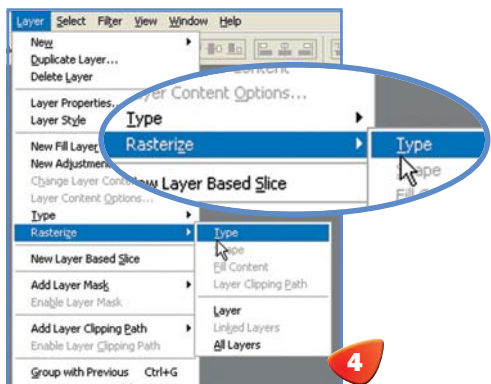 Layer Select Filter View Window Help
New
Duplicate Layer...
Delete Layer
Layer Properties...
Layer Style
New Fill Layer
New Adjustment
Change Layer Content
Layer Content Options...
Type
Rasterize
New Layer Based Slice
Add Layer Mask
Enable Layer Mask
Add Layer Clipping Path
Enable Layer Clipping Path
Group with Previous Ctrl+G
Type
Shape
Fill Content
Layer Clipping Path
Layer
Linked Layers
All Layers
Layer Content Options...
Type
Rasterize
New Layer Based Slice
Type
4